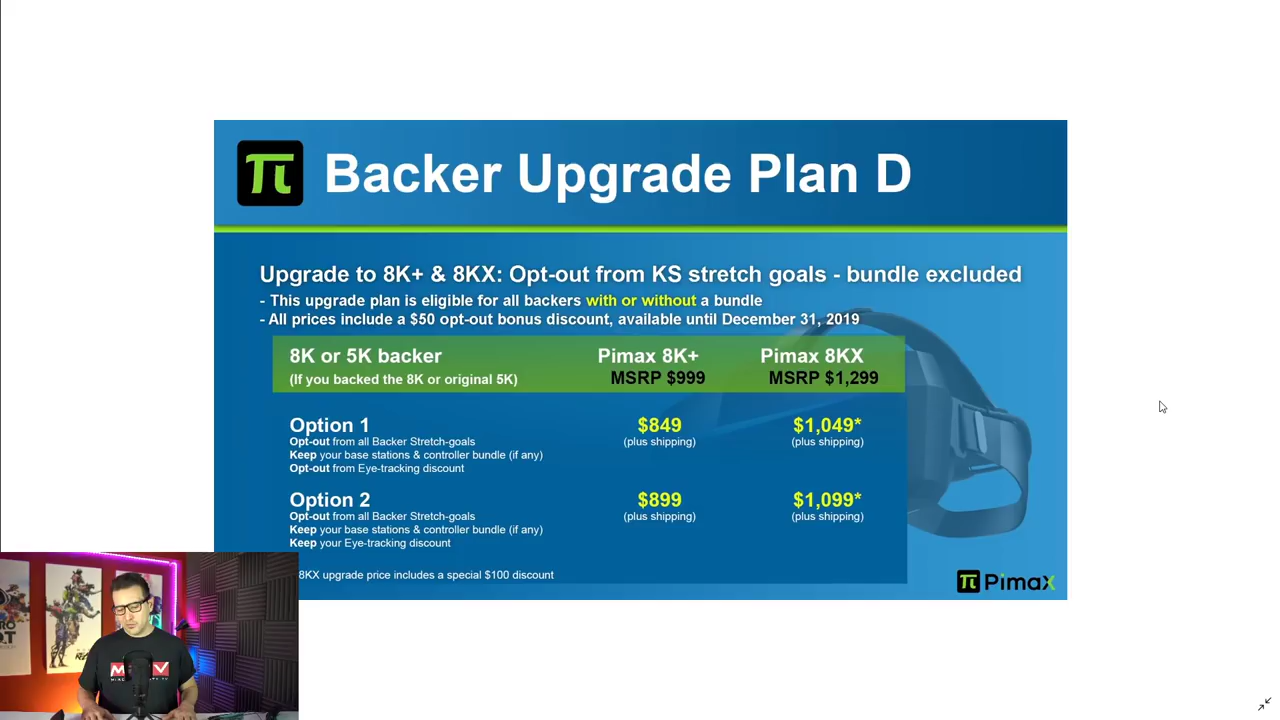 Backer Upgrade Plan D
Upgrade to 8K+ & 8KX: Opt-out from KS stretch goals - bundle excluded
- This upgrade plan is eligible for all backers with or without a bundle
- All prices include a $50 opt-out bonus discount, available until December 31, 2019
8K or 5K backer Pimax 8K+ Pimax 8KX
(If you backed the 8K or original 5K) MSRP $999 MSRP $1,299
Option 1 $849 $1,049*
Opt-out from all Backer Stretch-goals (plus shipping) (plus shipping)
Keep your base stations & controller bundle (if any)
Opt-out from Eye-tracking discount
Option 2 $899 $1,099*
Opt-out from all Backer Stretch-goals (plus shipping) (plus shipping)
Keep your base stations & controller bundle (if any)
Keep your Eye-tracking discount
8KX upgrade price includes a special $100 discount
Pimax